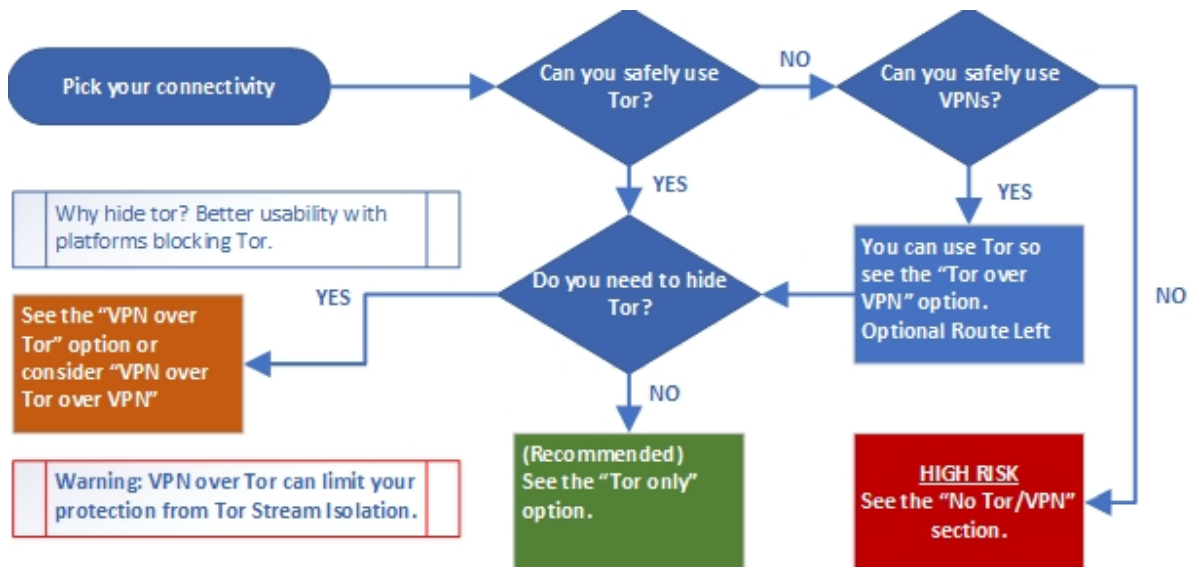 Pick your connectivity
Can you safely use
Tor?
NO
Can you safely use
VPNs?
YES
YES
NO
Why hide tor? Better usability with
platforms blocking Tor.
Do you need to hide
Tor?
You can use Tor so
see the “Tor over
VPN” option.
Optional Route Left
YES
See the “VPN over
Tor” option or
consider “VPN over
Tor over VPN”
NO
(Recommended)
See the “Tor only”
option.
HIGH RISK
See the “No Tor/VPN”
section.
Warning: VPN over Tor can limit your
protection from Tor Stream Isolation.